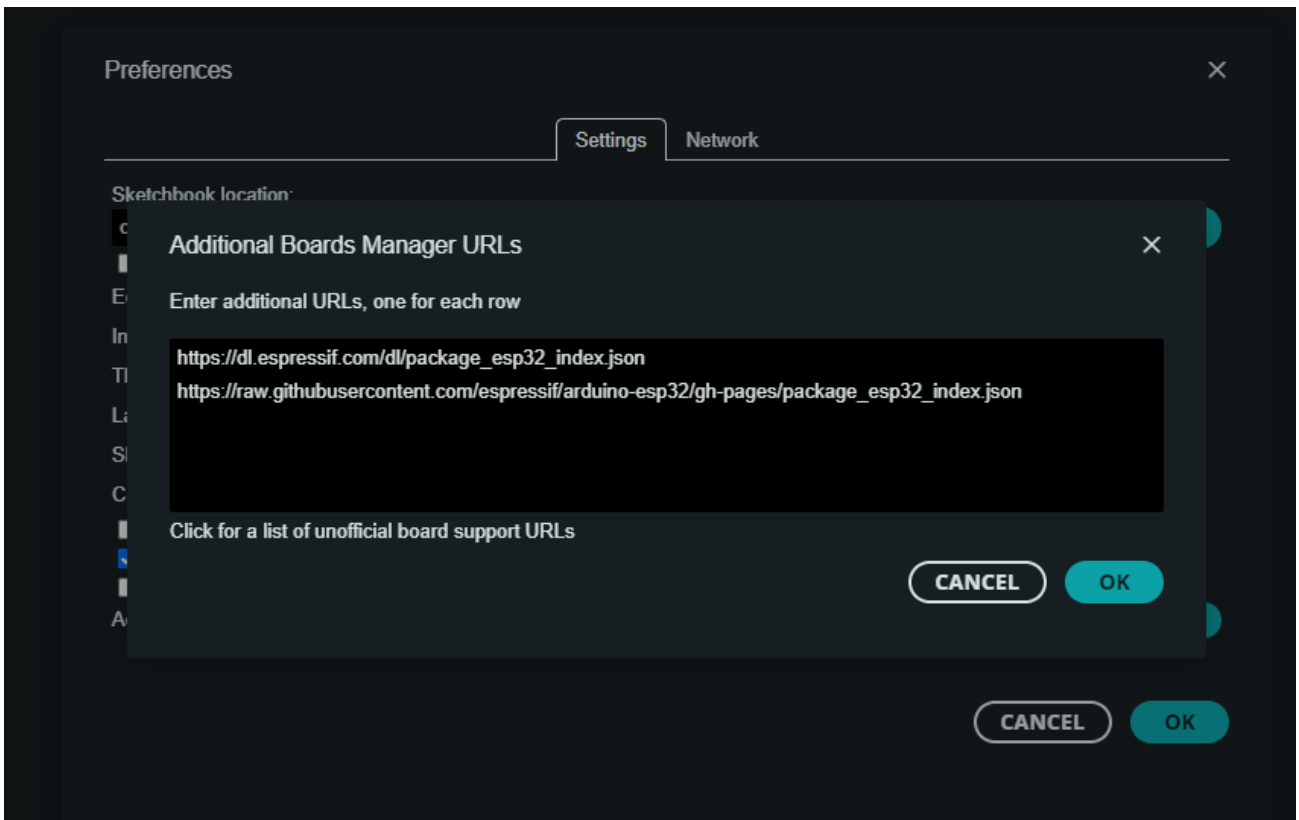 Preferences
Settings Network
Sketchbook location:
Additional Boards Manager URLs
Enter additional URLs, one for each row
https://dl.espressif.com/dl/package_esp32_index.json
https://raw.githubusercontent.com/espressif/arduino-esp32/gh-pages/package_esp32_index.json
Click for a list of unofficial board support URLs
CANCEL OK
CANCEL OK